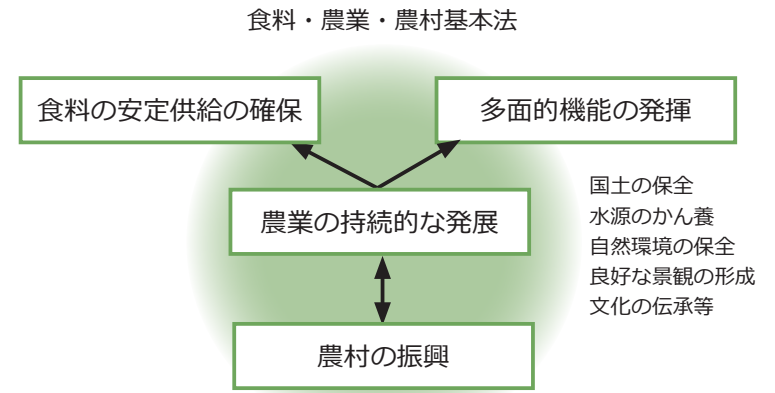 食料・農業・農村基本法
食料の安定供給の確保
多面的機能の発揮
農業の持続的な発展
国土の保全
水源のかん養
自然環境の保全
良好な景観の形成
文化の伝承等
農村の振興